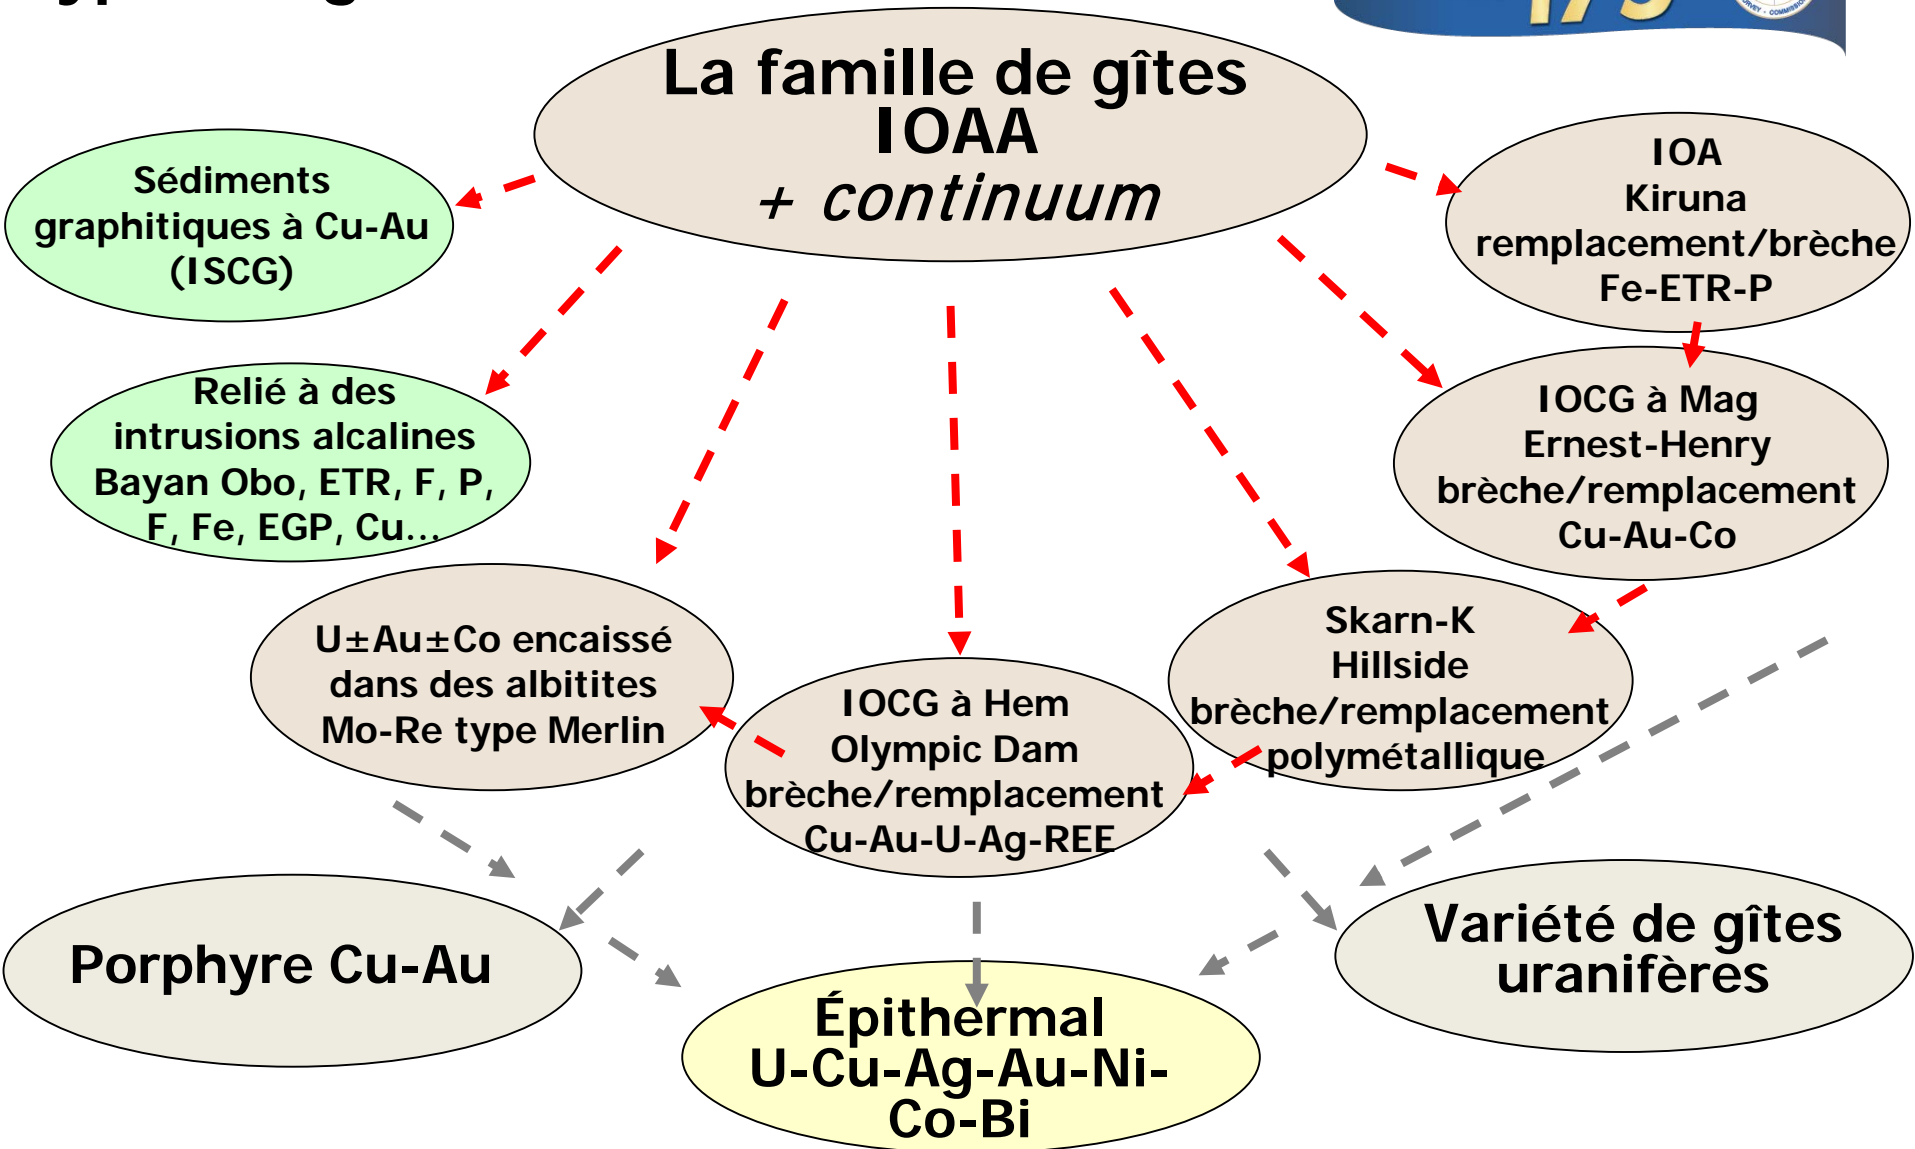 175
La famille de gîtes
IOAA
+ continuum
Sédiments
graphitiques à Cu-Au
(ISCG)
IOA
Kiruna
remplacement/brèche
Fe-ETR-P
Relié à des
intrusions alcalines
Bayan Obo, ETR, F, P,
F, Fe, EGP, Cu...
IOCG à Mag
Ernest-Henry
brèche/remplacement
Cu-Au-Co
U±Au±Co encaissé
dans des albitites
Mo-Re type Merlin
IOCG à Hem
Olympic Dam
brèche/remplacement
Cu-Au-U-Ag-REE
Skarn-K
Hillside
brèche/remplacement
polymétallique
Porphyre Cu-Au
Épithermal
U-Cu-Ag-Au-Ni-
Co-Bi
Variété de gîtes
uranifères